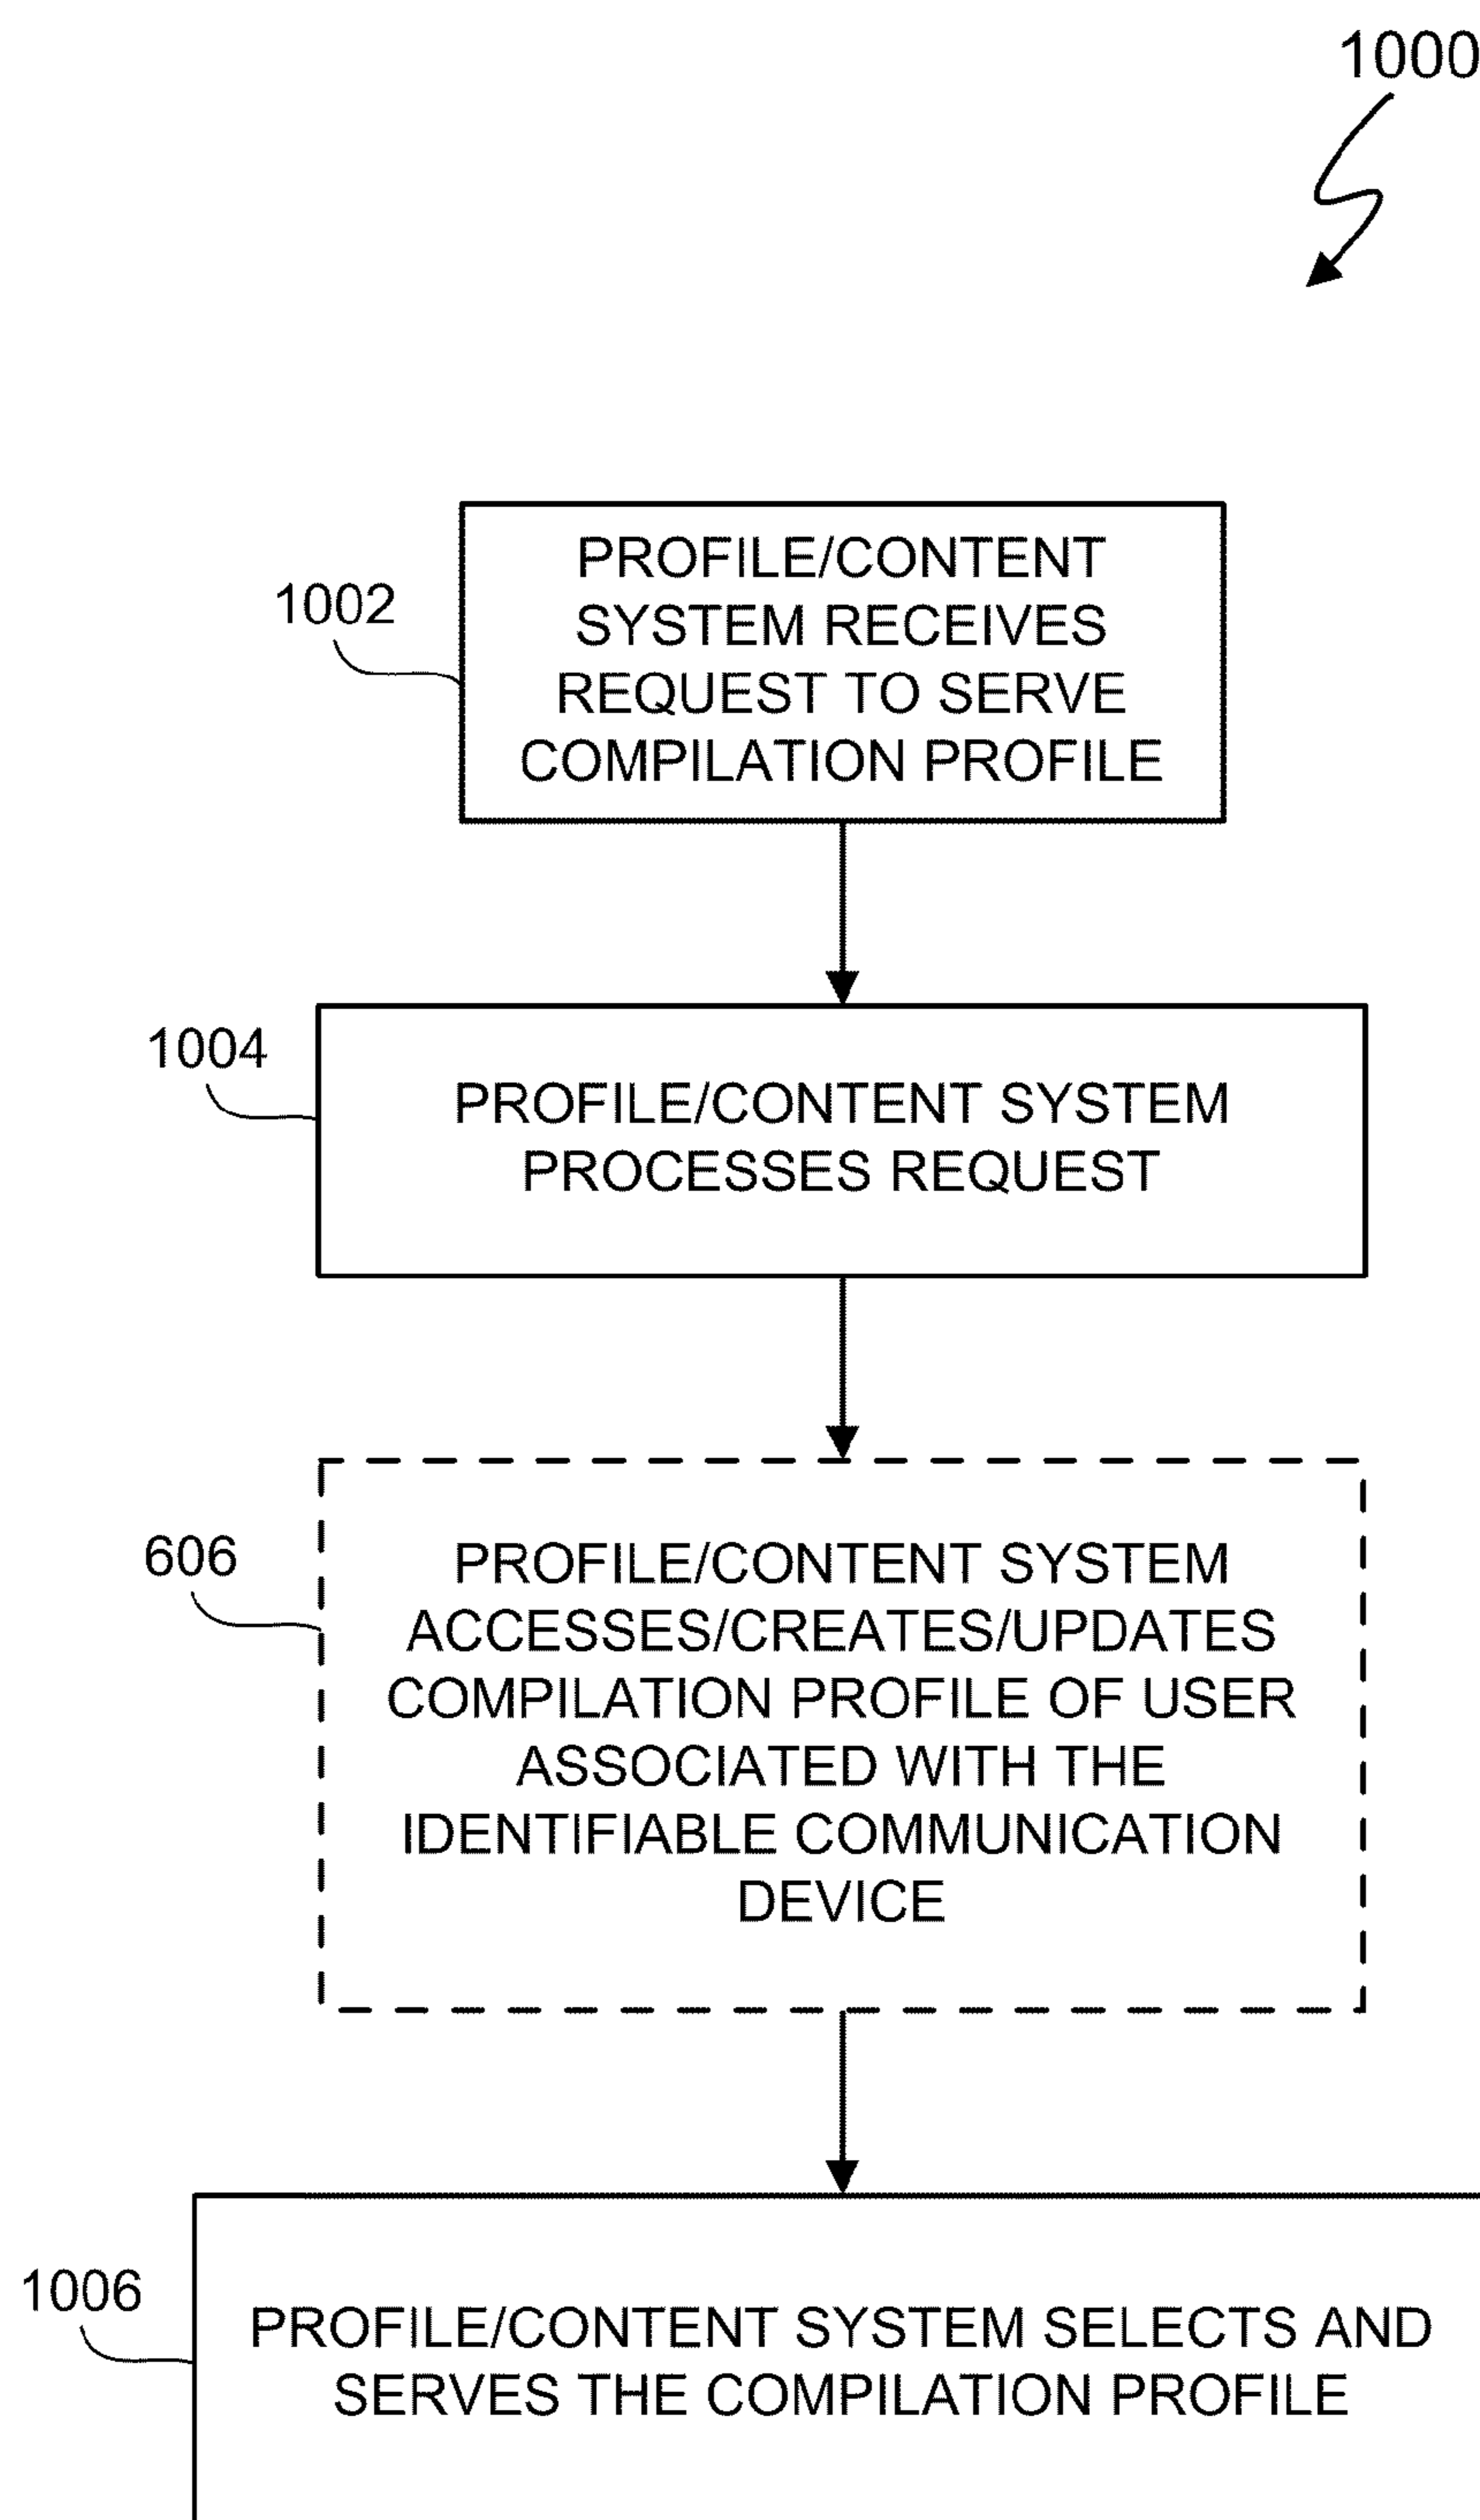 1000
1002
PROFILE/CONTENT
SYSTEM RECEIVES
REQUEST TO SERVE
COMPILATION PROFILE
1004
PROFILE/CONTENT SYSTEM
PROCESSES REQUEST
606
PROFILE/CONTENT SYSTEM
ACCESSES/CREATES/UPDATES
COMPILATION PROFILE OF USER
ASSOCIATED WITH THE
IDENTIFIABLE COMMUNICATION
DEVICE
1006
PROFILE/CONTENT SYSTEM SELECTS AND
SERVES THE COMPILATION PROFILE